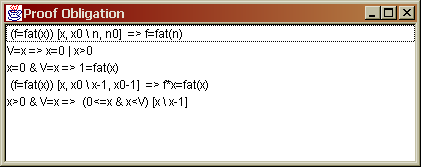 Proof Obligation
(f=fat(x)) [x, x0 \ n, n0] => f=fat(n)
V=x => x=0 | x>0
x=0 & V=x => 1=fat(x)
(f=fat(x)) [x, x0 \ x-1, x0-1] => f*x=fat(x)
x>0 & V=x => (0<=x & x<V) [x \ x-1]